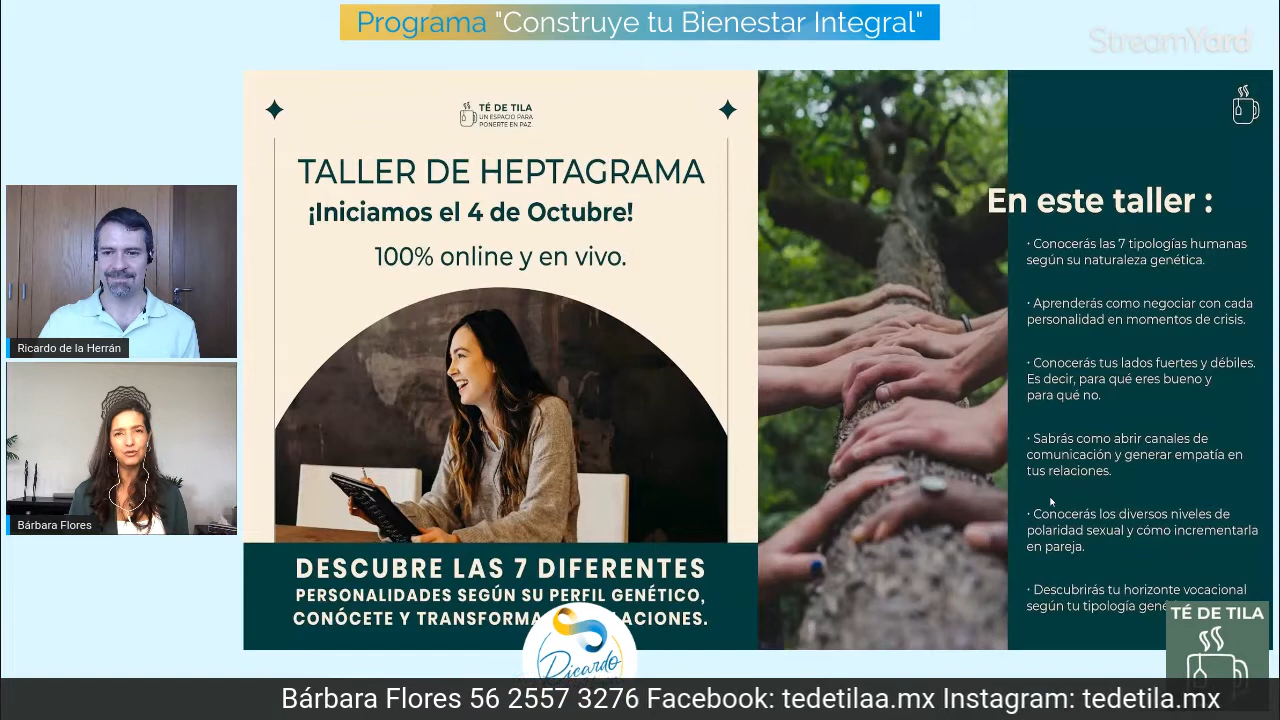 Programa "Construye tu Bienestar Integral"
StreamYard
TÉ DE TILA
UN ESPACIO PARA
PONERTE EN PAZ.
TALLER DE HEPTAGRAMA
¡Iniciamos el 4 de Octubre!
100% online y en vivo.
DESCUBRE LAS 7 DIFERENTES
PERSONALIDADES SEGÚN SU PERFIL GENÉTICO,
CONÓCETE Y TRANSFORMA
ACIONES.
En este taller :
· Conocerás las 7 tipologías humanas
según su naturaleza genética.
· Aprenderás como negociar con cada
personalidad en momentos de crisis.
· Conocerás tus lados fuertes y débiles.
Es decir, para qué eres bueno y
para qué no.
· Sabrás como abrir canales de
comunicación y generar empatía en
tus relaciones.
· Conocerás los diversos niveles de
polaridad sexual y cómo incrementarla
en pareja.
· Descubrirás tu horizonte vocacional
según tu tipología gené
Ricardo de la Herrán
Bárbara Flores
Ricardo
TÉ DE TILA
Bárbara Flores 56 2557 3276 Facebook: tedetilaa.mx Instagram: tedetila.mx